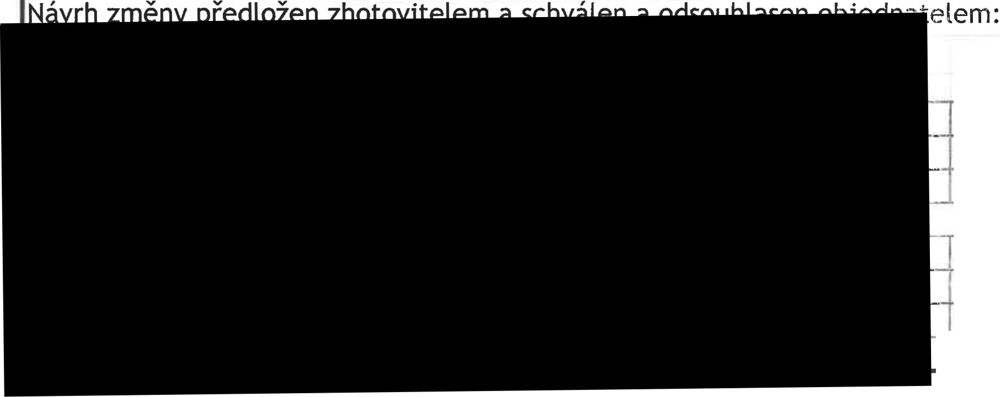 Návrh změny předložen zhotovitelem a schválen a odsouhlasen objednatelem: